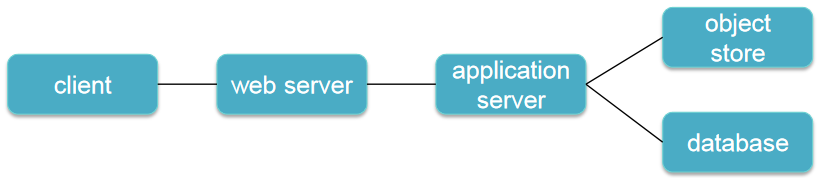 client
web server
application
server
object
store
database